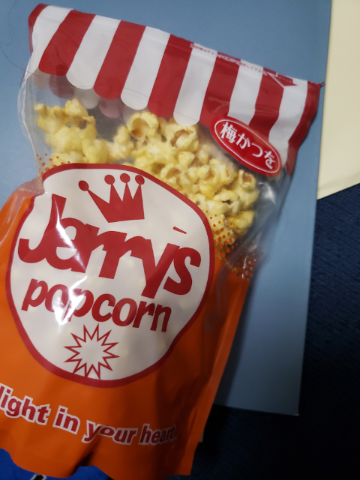 梅かつを
Jerry's
popcorn
light in your heart